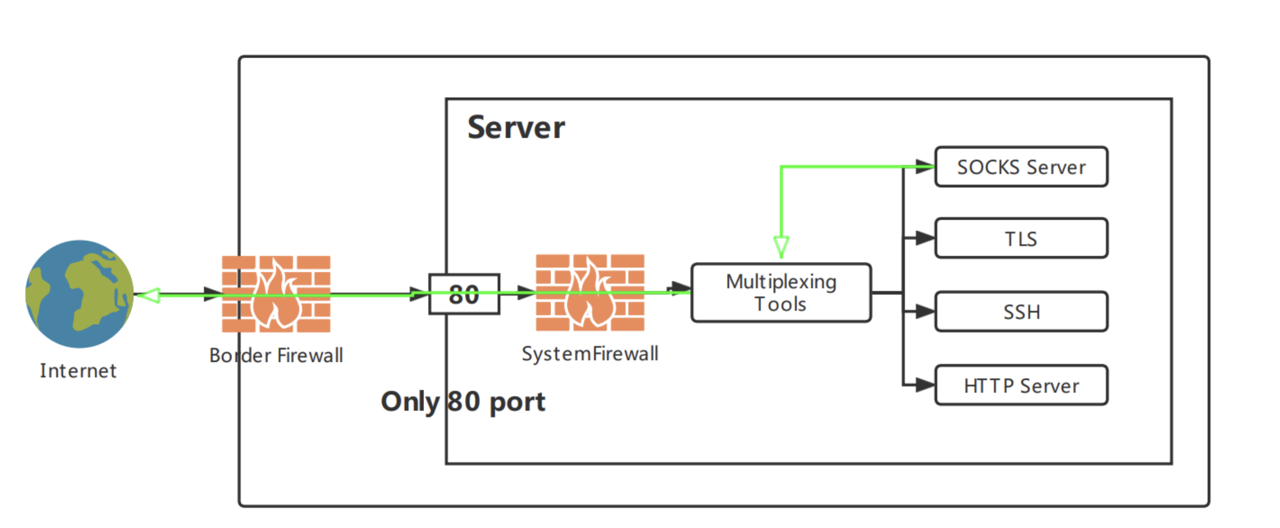 Server
SOCKS Server
TLS
Multiplexing
Tools
80
SSH
SystemFirewall
Border Firewall
Internet
HTTP Server
Only 80 port